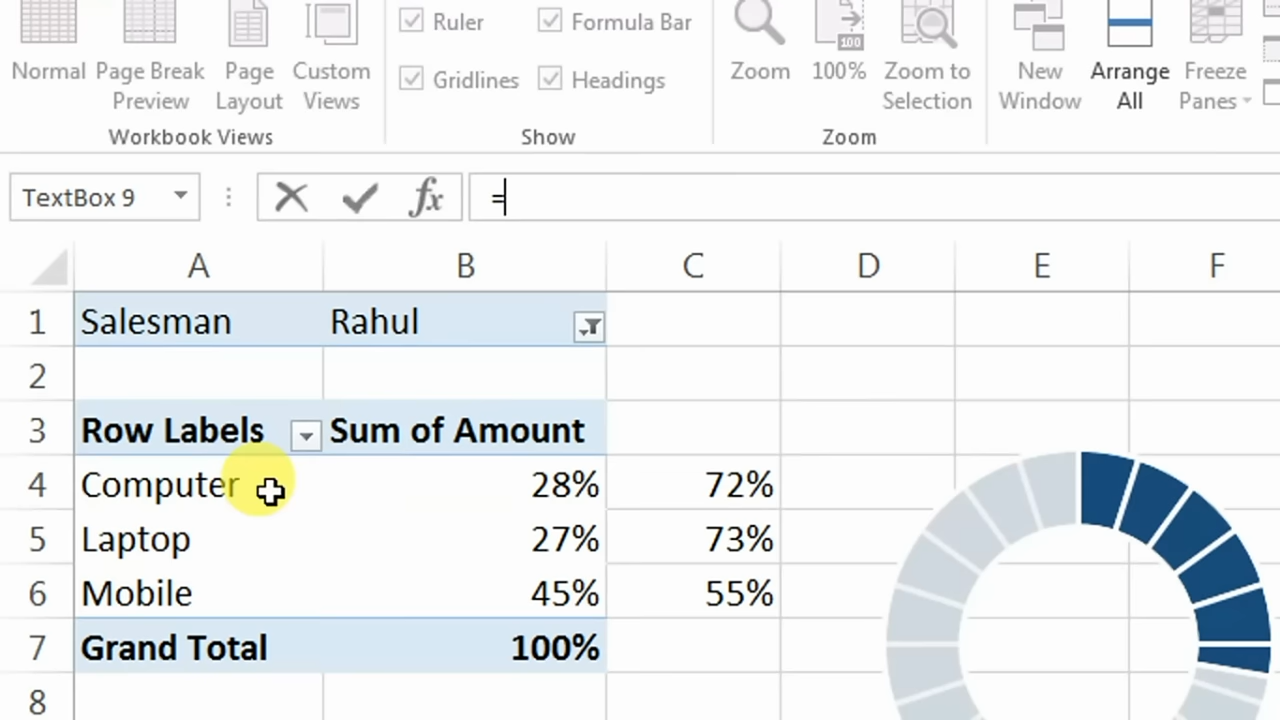 Normal Page Break Preview Page Layout Custom Views
Workbook Views
Ruler Formula Bar
Gridlines Headings
Show
Zoom 100% Zoom to Selection
100
Zoom
New Window Arrange All Freeze Panes
TextBox 9 fx =
A B C D E F
1 Salesman Rahul
2
3 Row Labels Sum of Amount
4 Computer 28% 72%
5 Laptop 27% 73%
6 Mobile 45% 55%
7 Grand Total 100%
8